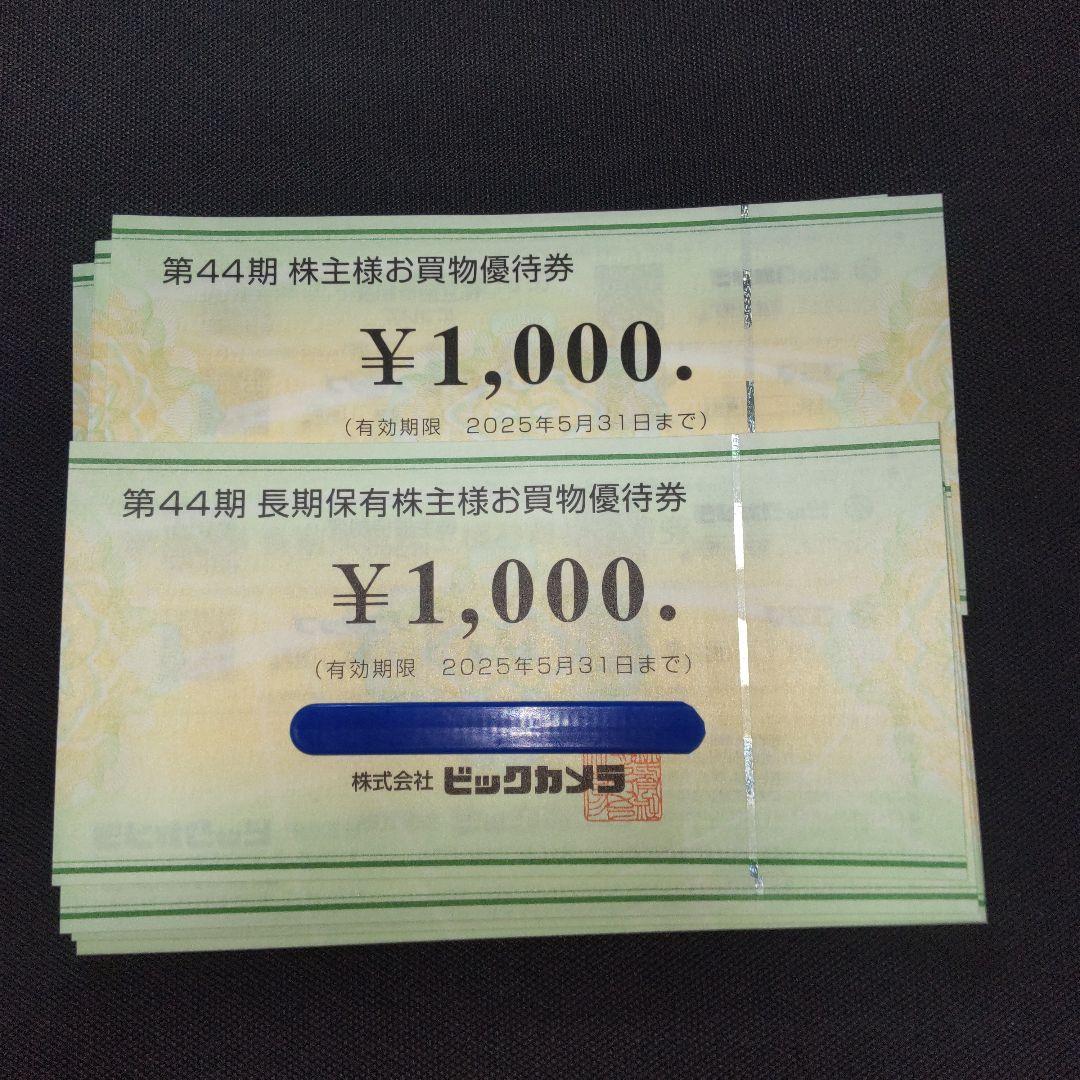 第44期 株主様お買物優待券
￥1,000.
（有効期限　2025年5月31日まで）
第44期 長期保有株主様お買物優待券
￥1,000.
（有効期限　2025年5月31日まで）
株式会社 ビックカメラ